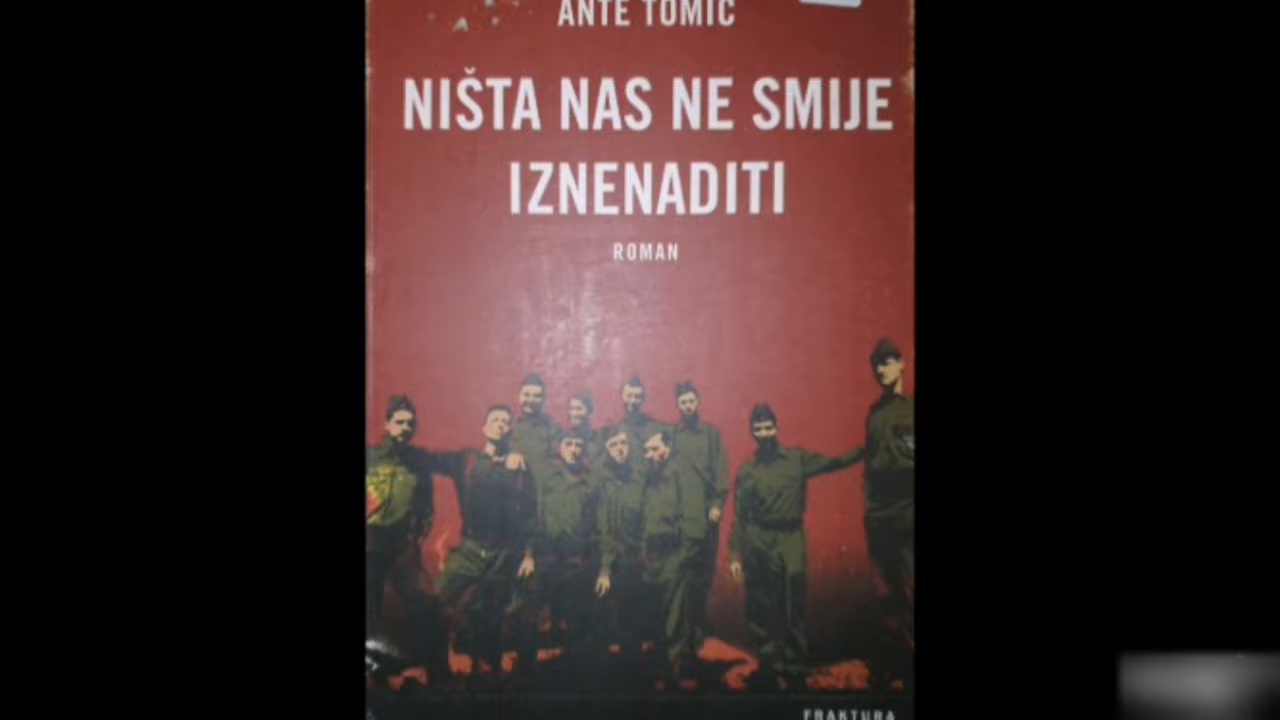 ANTE TOMIĆ
NIŠTA NAS NE SMIJE
IZNENADITI
ROMAN
FRAKTURA